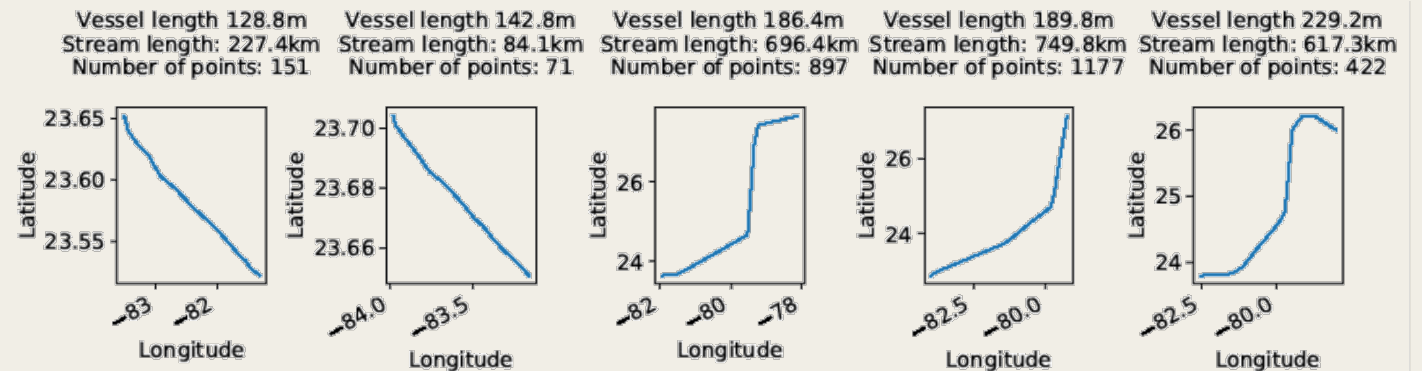 Vessel length 128.8m
Stream length: 227.4km
Number of points: 151
23.65
23.60
23.55
Latitude
−83
−82
Longitude
Vessel length 142.8m
Stream length: 84.1km
Number of points: 71
23.70
23.68
23.66
Latitude
−84.0
−83.5
Longitude
Vessel length 186.4m
Stream length: 696.4km
Number of points: 897
26
24
Latitude
−82
−80
−78
Longitude
Vessel length 189.8m
Stream length: 749.8km
Number of points: 1177
26
24
Latitude
−82.5
−80.0
Longitude
Vessel length 229.2m
Stream length: 617.3km
Number of points: 422
26
25
24
Latitude
−82.5
−80.0
Longitude